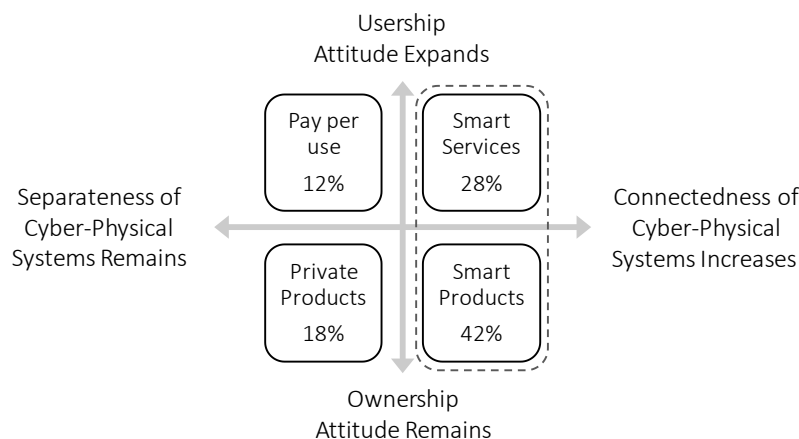 Usership
Attitude Expands
Pay per
use
12%
Smart
Services
28%
Separateness of
Cyber-Physical
Systems Remains
Connectedness of
Cyber-Physical
Systems Increases
Private
Products
18%
Smart
Products
42%
Ownership
Attitude Remains